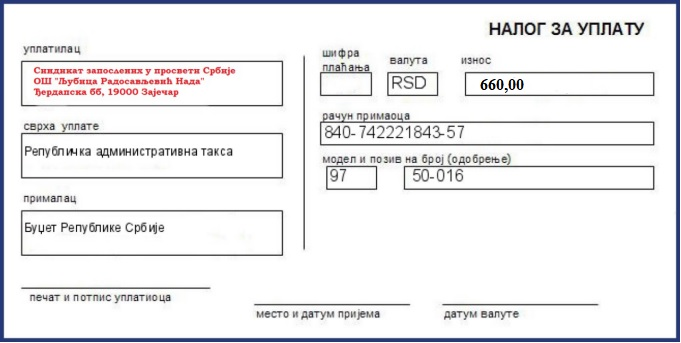 НАЛОГ ЗА УПЛАТУ
уплатилац
Синдикат запослених у просвети Србије
ОШ "Љубица Радосављевић Нада"
Ђердапска бб, 19000 Зајечар
сврха уплате
Републичка административна такса
прималац
Буџет Републике Србије
печат и потпис уплатиоца
шифра плаћања
валута
износ
RSD
660,00
рачун примаоца
840-742221843-57
модел и позив на број (одобрење)
97
50-016
место и датум пријема
датум валуте